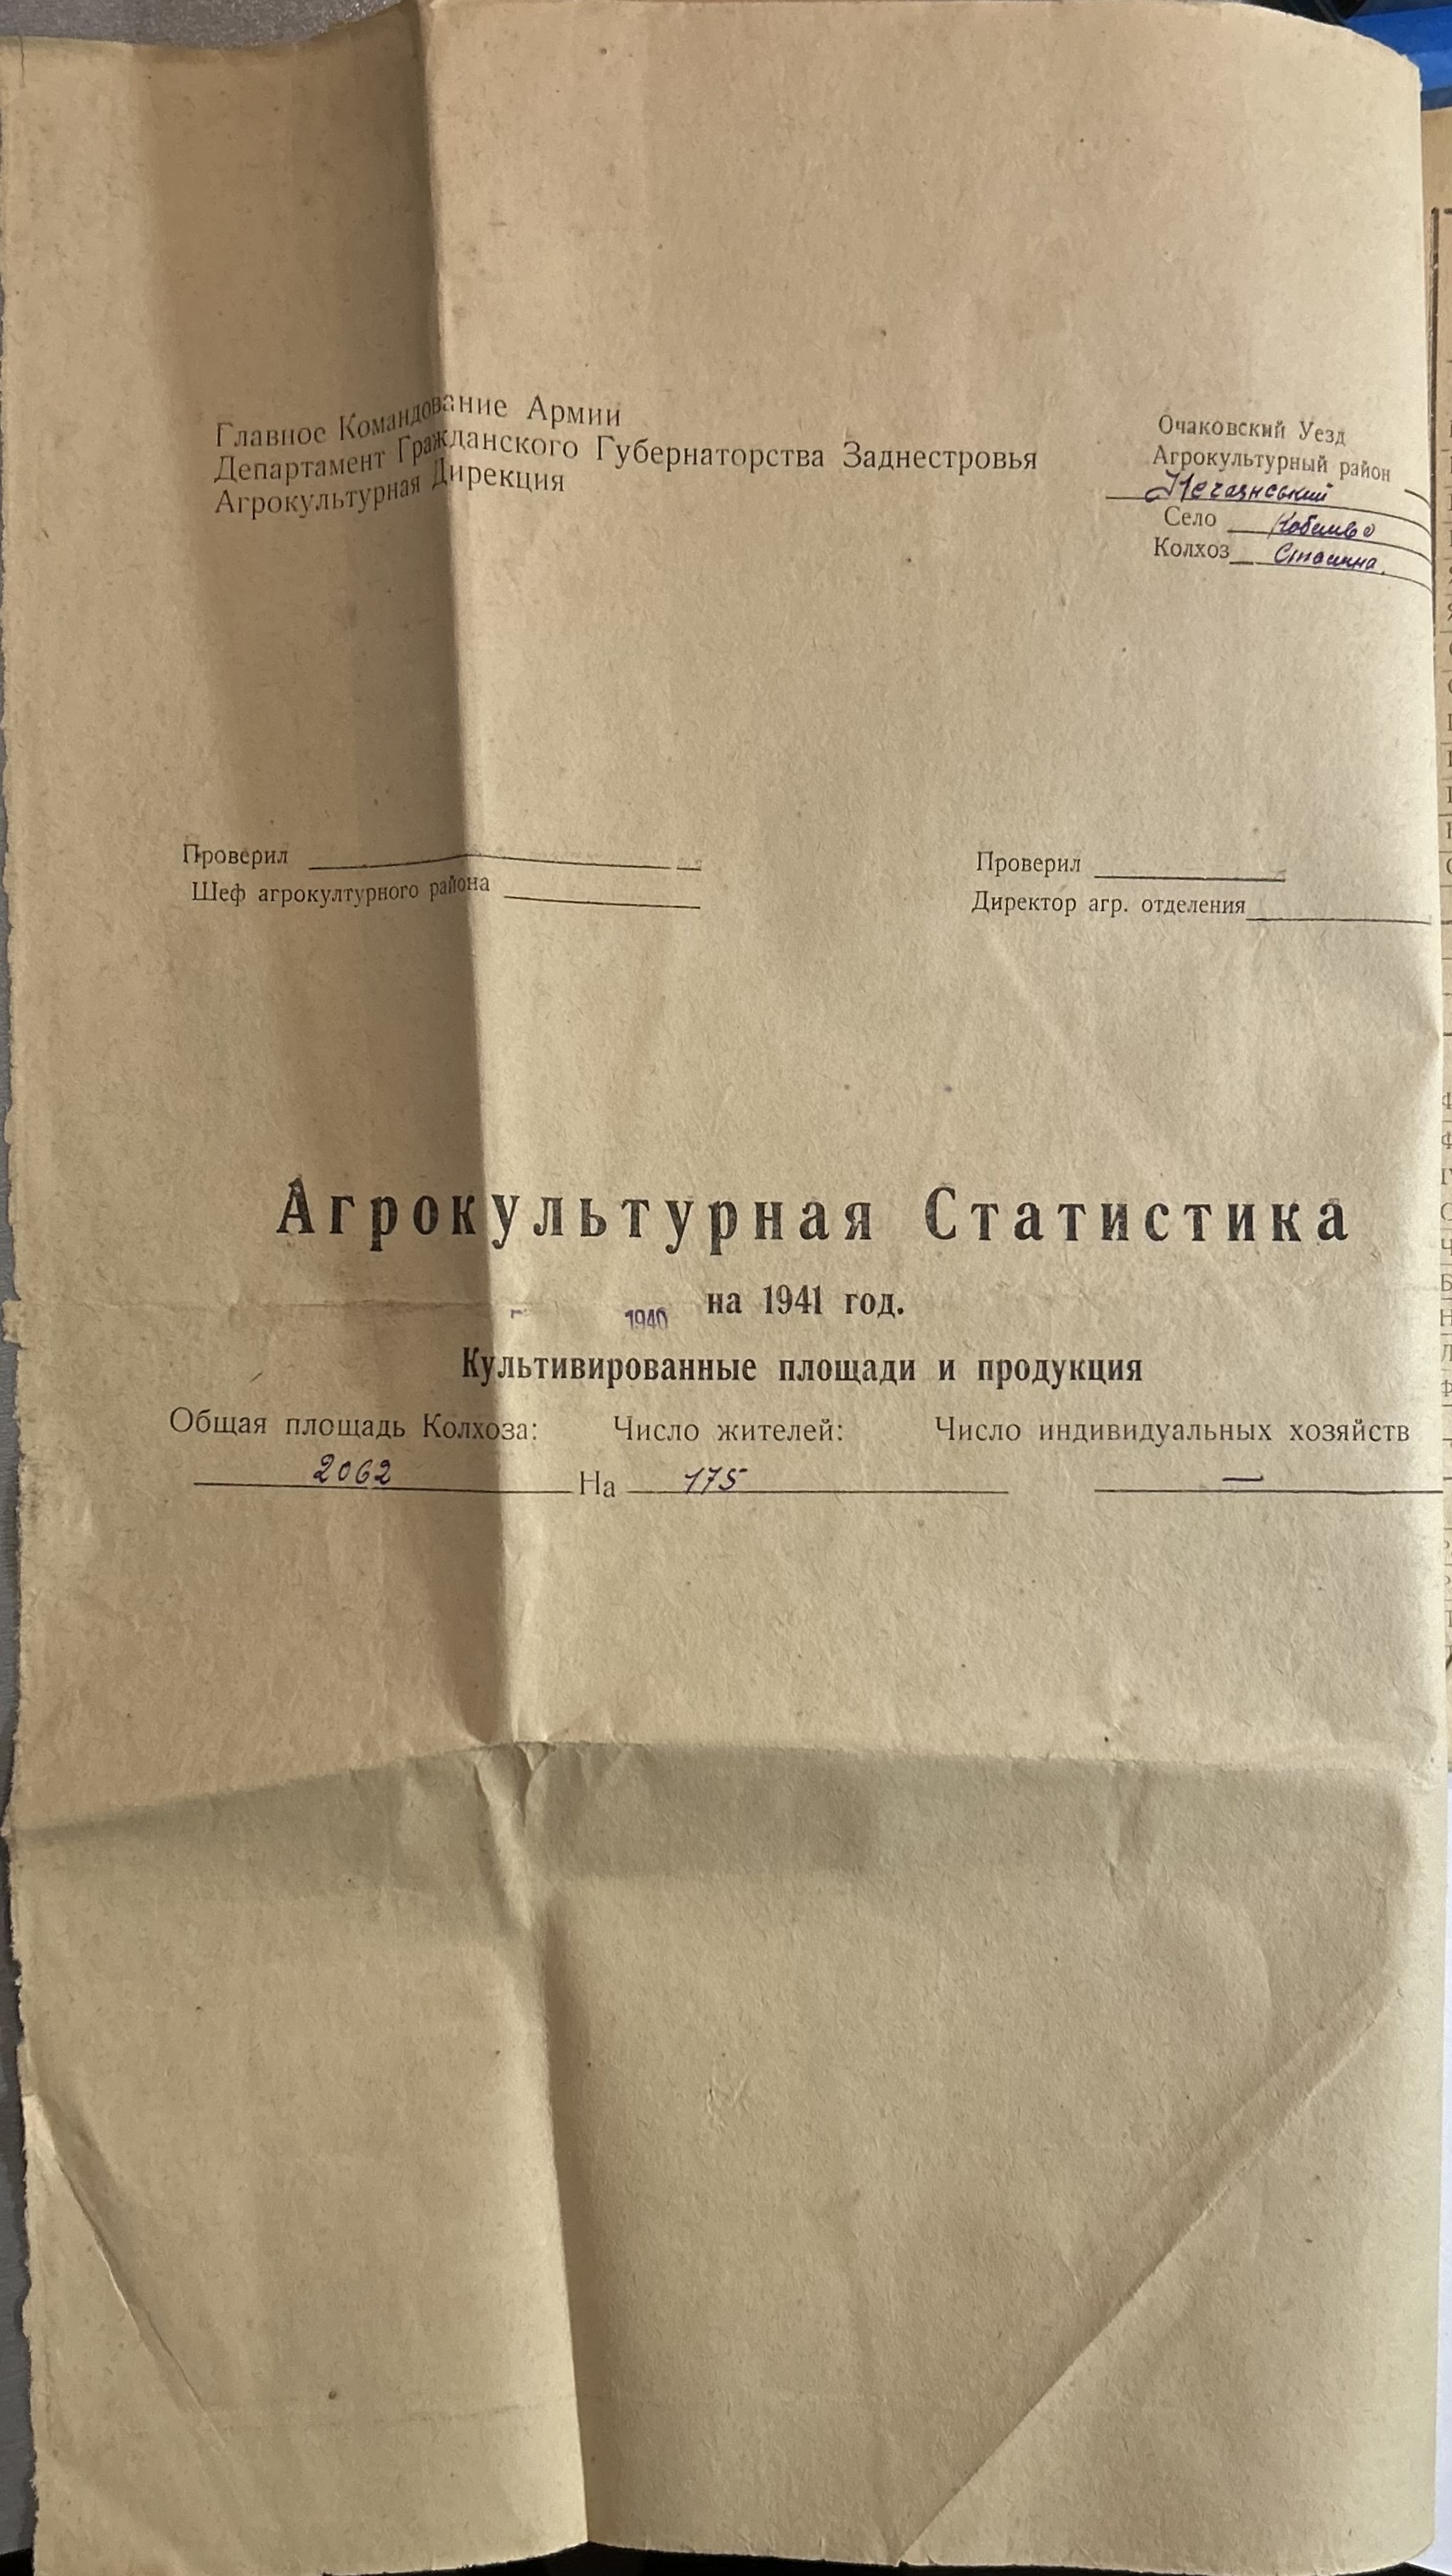 Главное Командование Армии
Департамент Гражданского Губернаторства Заднестровья
Агрокультурная Дирекция
Очаковский Уезд
Агрокультурный район
Нечаянський
Село
Колхоз Сталина.
Проверил
Шеф агрокултурного района
Проверил
Директор агр. отделения
Агрокультурная Статистика
на 1941 год.
1940
Культивированные площади и продукция
Общая площадь Колхоза: Число жителей: Число индивидуальных хозяйств
2062 На 175 —